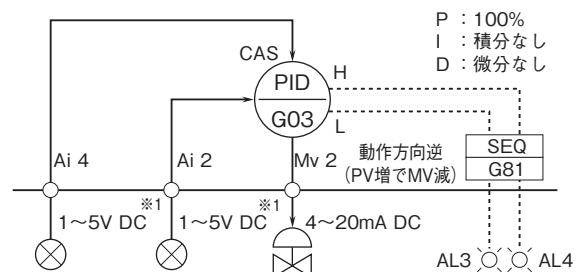 P：100%
I：積分なし
D：微分なし
CAS
H
PID
G03
L
Ai 4
Ai 2
Mv 2
動作方向逆
（PV増でMV減）
SEQ
G81
※1
※1
1〜5V DC
1〜5V DC
4〜20mA DC
AL3
AL4